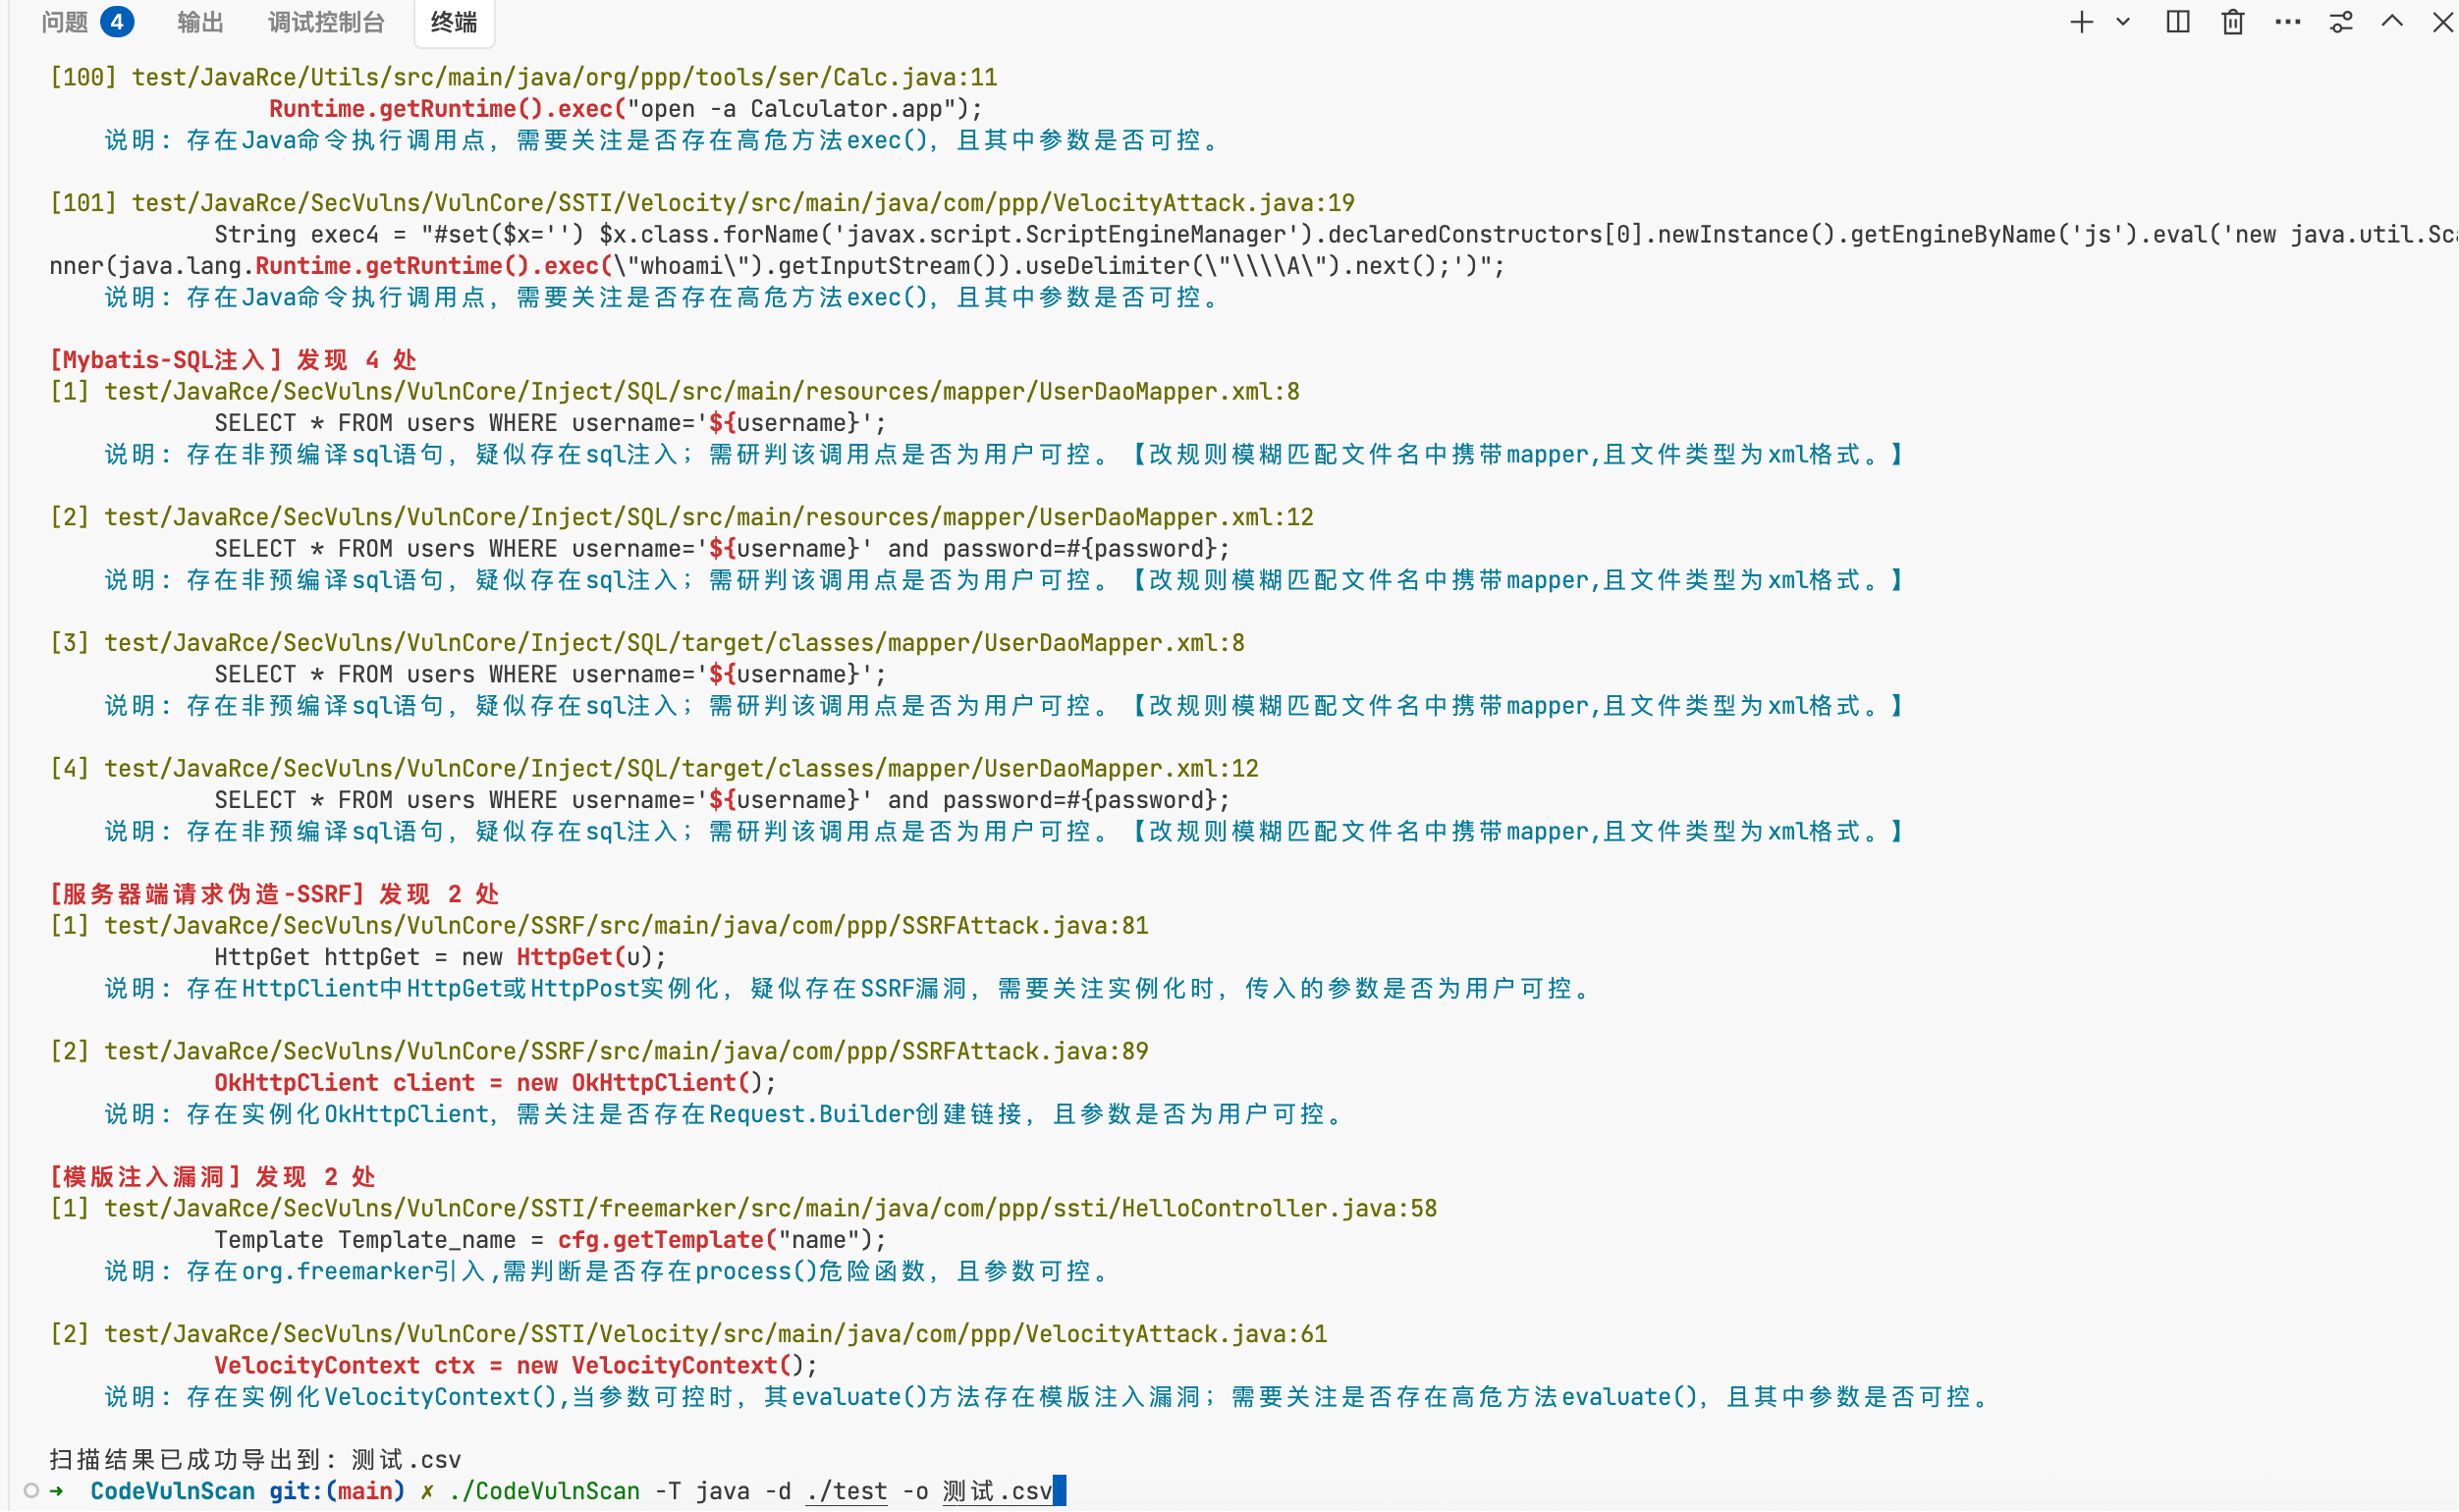 问题 4 输出 调试控制台 终端
[100] test/JavaRce/Utils/src/main/java/org/ppp/tools/ser/Calc.java:11
Runtime.getRuntime().exec("open -a Calculator.app");
说明：存在Java命令执行调用点，需要关注是否存在高危方法exec()，且其中参数是否可控。
[101] test/JavaRce/SecVulns/VulnCore/SSTI/Velocity/src/main/java/com/ppp/VelocityAttack.java:19
String exec4 = "#set($x='') $x.class.forName('javax.script.ScriptEngineManager').declaredConstructors[0].newInstance().getEngineByName('js').eval('new java.util.Sca
nner(java.lang.Runtime.getRuntime().exec(\"whoami\").getInputStream()).useDelimiter(\"\\\\A\").next();')";
说明：存在Java命令执行调用点，需要关注是否存在高危方法exec()，且其中参数是否可控。
[Mybatis-SQL注入] 发现 4 处
[1] test/JavaRce/SecVulns/VulnCore/Inject/SQL/src/main/resources/mapper/UserDaoMapper.xml:8
SELECT * FROM users WHERE username='${username}';
说明：存在非预编译sql语句，疑似存在sql注入；需研判该调用点是否为用户可控。【改规则模糊匹配文件名中携带mapper,且文件类型为xml格式。】
[2] test/JavaRce/SecVulns/VulnCore/Inject/SQL/src/main/resources/mapper/UserDaoMapper.xml:12
SELECT * FROM users WHERE username='${username}' and password=#{password};
说明：存在非预编译sql语句，疑似存在sql注入；需研判该调用点是否为用户可控。【改规则模糊匹配文件名中携带mapper,且文件类型为xml格式。】
[3] test/JavaRce/SecVulns/VulnCore/Inject/SQL/target/classes/mapper/UserDaoMapper.xml:8
SELECT * FROM users WHERE username='${username}';
说明：存在非预编译sql语句，疑似存在sql注入；需研判该调用点是否为用户可控。【改规则模糊匹配文件名中携带mapper,且文件类型为xml格式。】
[4] test/JavaRce/SecVulns/VulnCore/Inject/SQL/target/classes/mapper/UserDaoMapper.xml:12
SELECT * FROM users WHERE username='${username}' and password=#{password};
说明：存在非预编译sql语句，疑似存在sql注入；需研判该调用点是否为用户可控。【改规则模糊匹配文件名中携带mapper,且文件类型为xml格式。】
[服务器端请求伪造-SSRF] 发现 2 处
[1] test/JavaRce/SecVulns/VulnCore/SSRF/src/main/java/com/ppp/SSRFAttack.java:81
HttpGet httpGet = new HttpGet(u);
说明：存在HttpClient中HttpGet或HttpPost实例化，疑似存在SSRF漏洞，需要关注实例化时，传入的参数是否为用户可控。
[2] test/JavaRce/SecVulns/VulnCore/SSRF/src/main/java/com/ppp/SSRFAttack.java:89
OkHttpClient client = new OkHttpClient();
说明：存在实例化OkHttpClient，需关注是否存在Request.Builder创建链接，且参数是否为用户可控。
[模版注入漏洞] 发现 2 处
[1] test/JavaRce/SecVulns/VulnCore/SSTI/freemarker/src/main/java/com/ppp/ssti/HelloController.java:58
Template Template_name = cfg.getTemplate("name");
说明：存在org.freemarker引入,需判断是否存在process()危险函数，且参数可控。
[2] test/JavaRce/SecVulns/VulnCore/SSTI/Velocity/src/main/java/com/ppp/VelocityAttack.java:61
VelocityContext ctx = new VelocityContext();
说明：存在实例化VelocityContext(),当参数可控时，其evaluate()方法存在模版注入漏洞；需要关注是否存在高危方法evaluate()，且其中参数是否可控。
扫描结果已成功导出到：测试.csv
➜ CodeVulnScan git:(main) ✗ ./CodeVulnScan -T java -d ./test -o 测试.csv